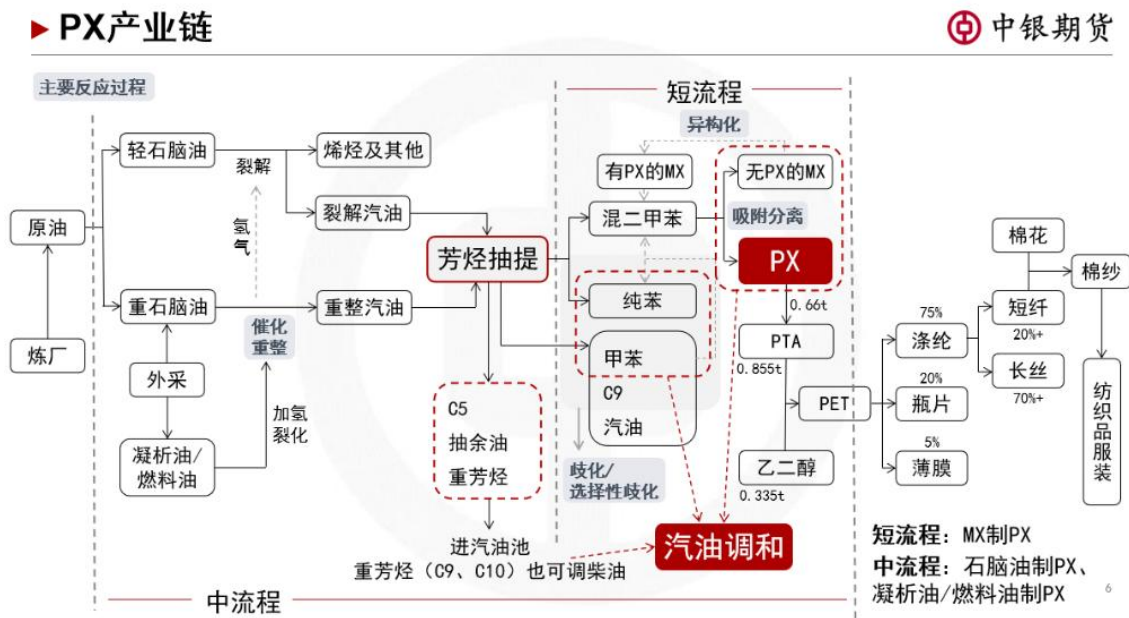 PX产业链
中银期货
主要反应过程
短流程
异构化
轻石脑油
烯烃及其他
裂解
有PX的MX
无PX的MX
裂解汽油
混二甲苯
吸附分离
原油
氢气
芳烃抽提
PX
棉花
棉纱
重石脑油
重整汽油
纯苯
0.66t
75%
短纤
催化
重整
PTA
涤纶
20%+
炼厂
外采
甲苯
0.855t
长丝
C9
PET
20%
70%+
加氢
裂化
C5
汽油
瓶片
抽余油
5%
凝析油/
燃料油
重芳烃
歧化/
选择性歧化
乙二醇
薄膜
纺织品服装
0.335t
进汽油池
汽油调和
重芳烃（C9、C10）也可调柴油
短流程：MX制PX
中流程：石脑油制PX、
凝析油/燃料油制PX
中流程
6